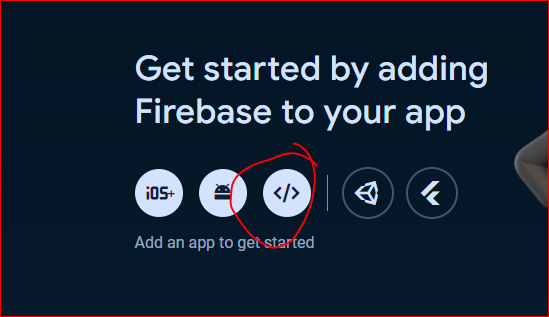 Get started by adding
Firebase to your app
iOS+
</>
Add an app to get started